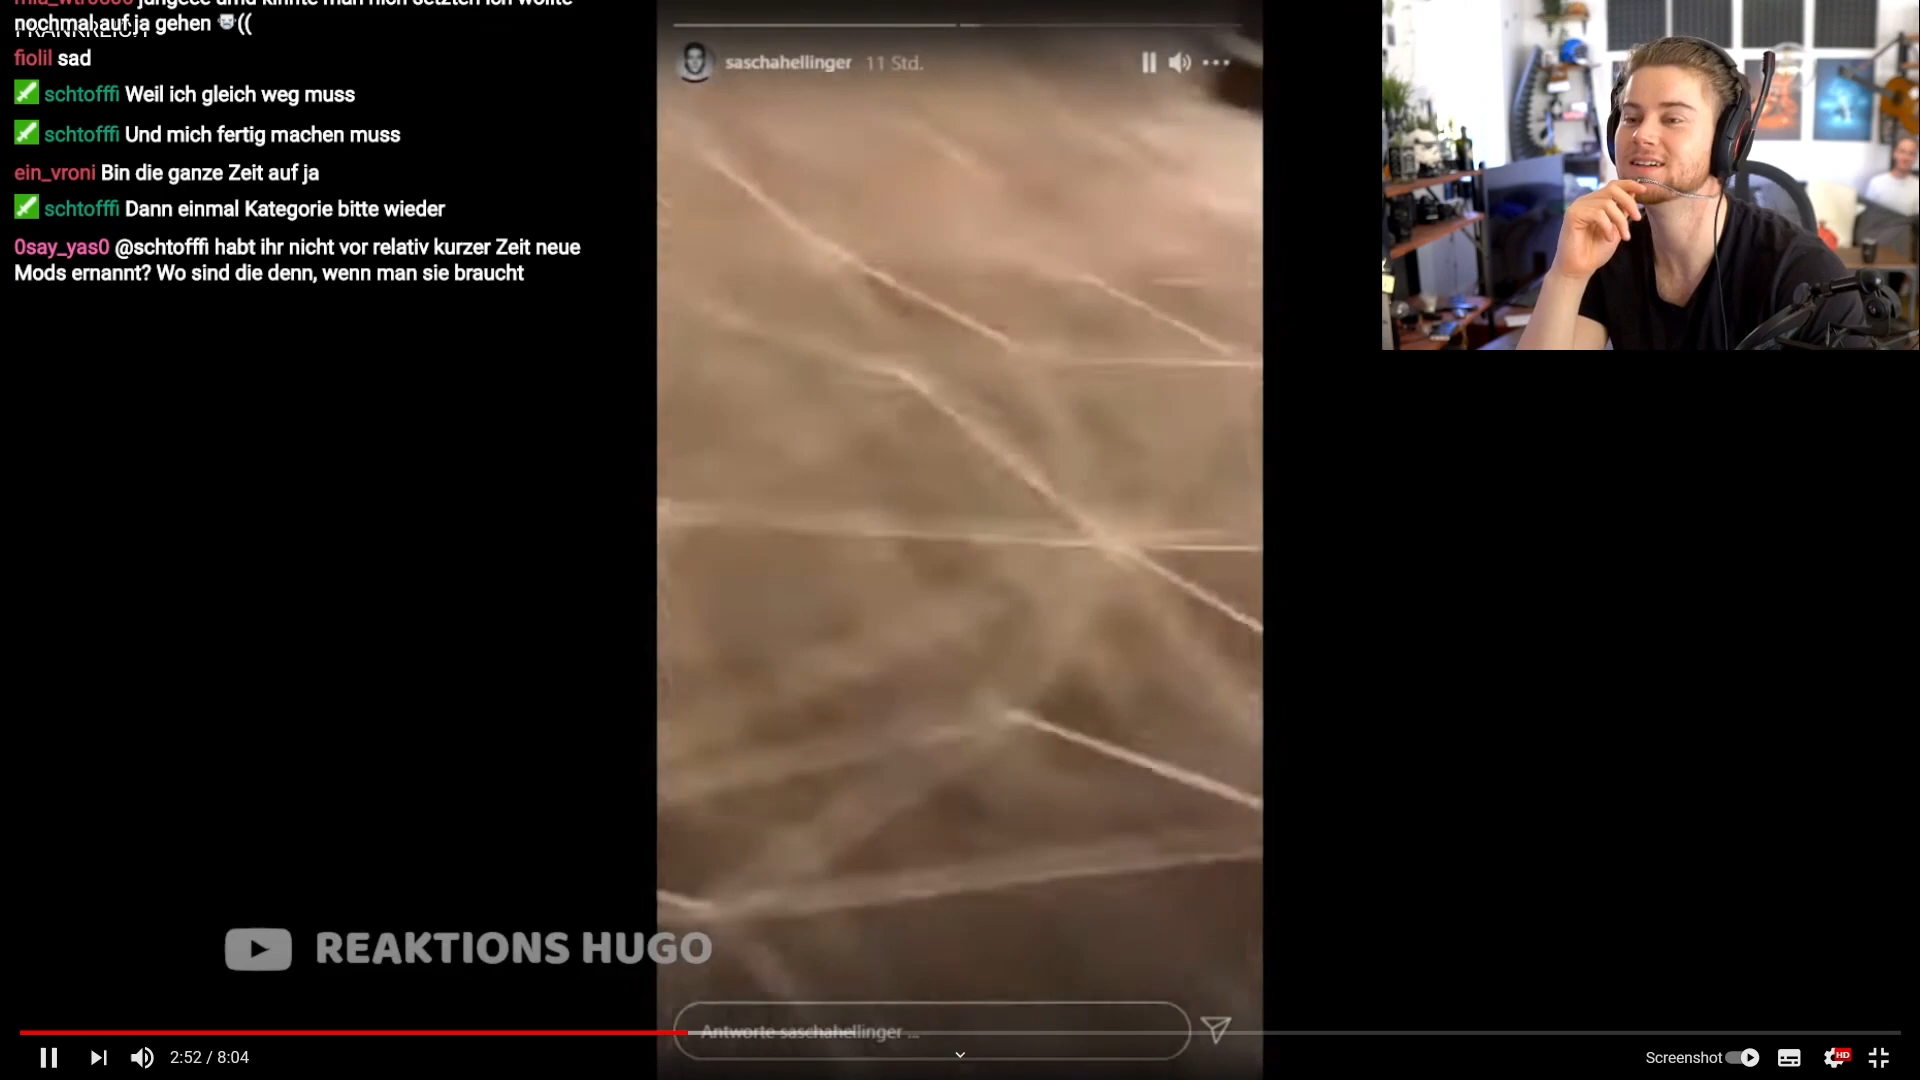 nochmal auf ja gehen ((
FRANKREICH
fiolil sad
schtofffi Weil ich gleich weg muss
schtofffi Und mich fertig machen muss
ein_vroni Bin die ganze Zeit auf ja
schtofffi Dann einmal Kategorie bitte wieder
0say_yas0 @schtofffi habt ihr nicht vor relativ kurzer Zeit neue
Mods ernannt? Wo sind die denn, wenn man sie braucht
saschahellinger 11 Std.
REAKTIONS HUGO
Antworte saschahellinger ...
2:52 / 8:04
Screenshot
HD